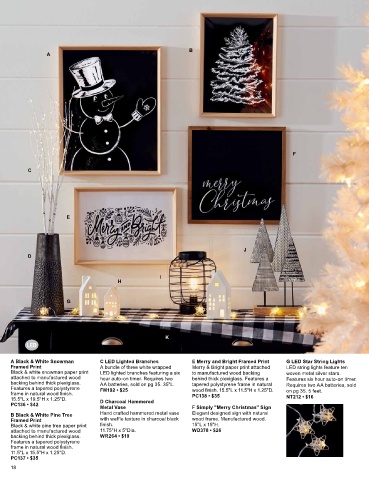 A
B
C
F
merry
Christmas
E
Merry and Bright
D
J
I
H
G
LED
A Black & White Snowman
Framed Print
Black & white snowman paper print
attached to manufactured wood
backing behind thick plexiglass.
Features a tapered polystyrene
frame in natural wood finish.
15.5"L x 19.5"H x 1.25"D.
PC136 • $42
B Black & White Pine Tree
Framed Print
Black & white pine tree paper print
attached to manufactured wood
backing behind thick plexiglass.
Features a tapered polystyrene
frame in natural wood finish.
11.5"L x 15.5"H x 1.25"D.
PC137 • $35
C LED Lighted Branches
A bundle of three white wrapped
LED lighted branches featuring a six
hour auto-on timer. Requires two
AA batteries, sold on pg 35. 39"L.
FM192 • $25
D Charcoal Hammered
Metal Vase
Hand crafted hammered metal vase
with waffle texture in charcoal black
finish.
11.75"H x 5"Dia.
WR264 • $19
E Merry and Bright Framed Print
Merry & Bright paper print attached
to manufactured wood backing
behind thick plexiglass. Features a
tapered polystyrene frame in natural
wood finish. 15.5"L x 11.5"H x 1.25"D.
PC138 • $35
F Simply "Merry Christmas" Sign
Elegant designed sign with natural
wood frame. Manufactured wood.
15"L x 15"H.
WD378 • $26
G LED Star String Lights
LED string lights feature ten
woven metal silver stars.
Features six hour auto-on timer.
Requires two AA batteries, sold
on pg 35. 5 feet.
NT212 • $16
18